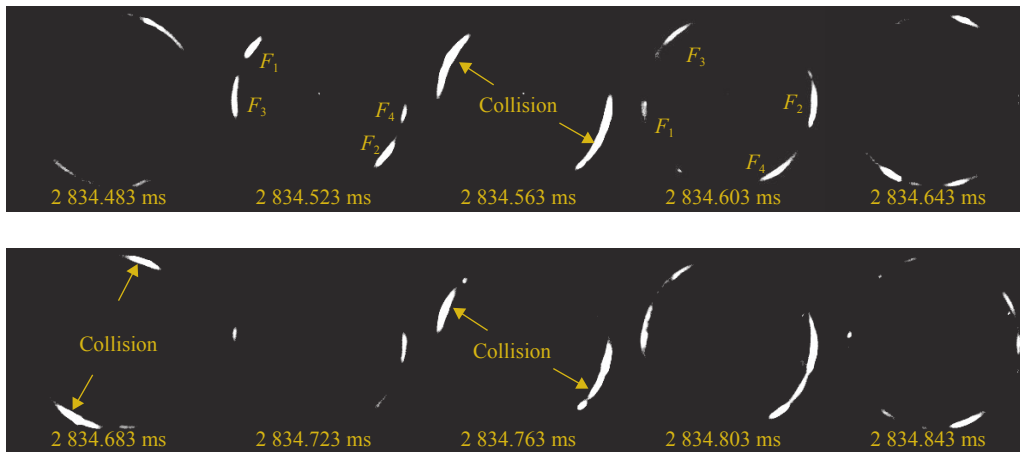 F₁
F₃
F₄
F₂
Collision
F₃
F₁
F₂
F₄
2 834.483 ms
2 834.523 ms
2 834.563 ms
2 834.603 ms
2 834.643 ms
Collision
Collision
2 834.683 ms
2 834.723 ms
2 834.763 ms
2 834.803 ms
2 834.843 ms